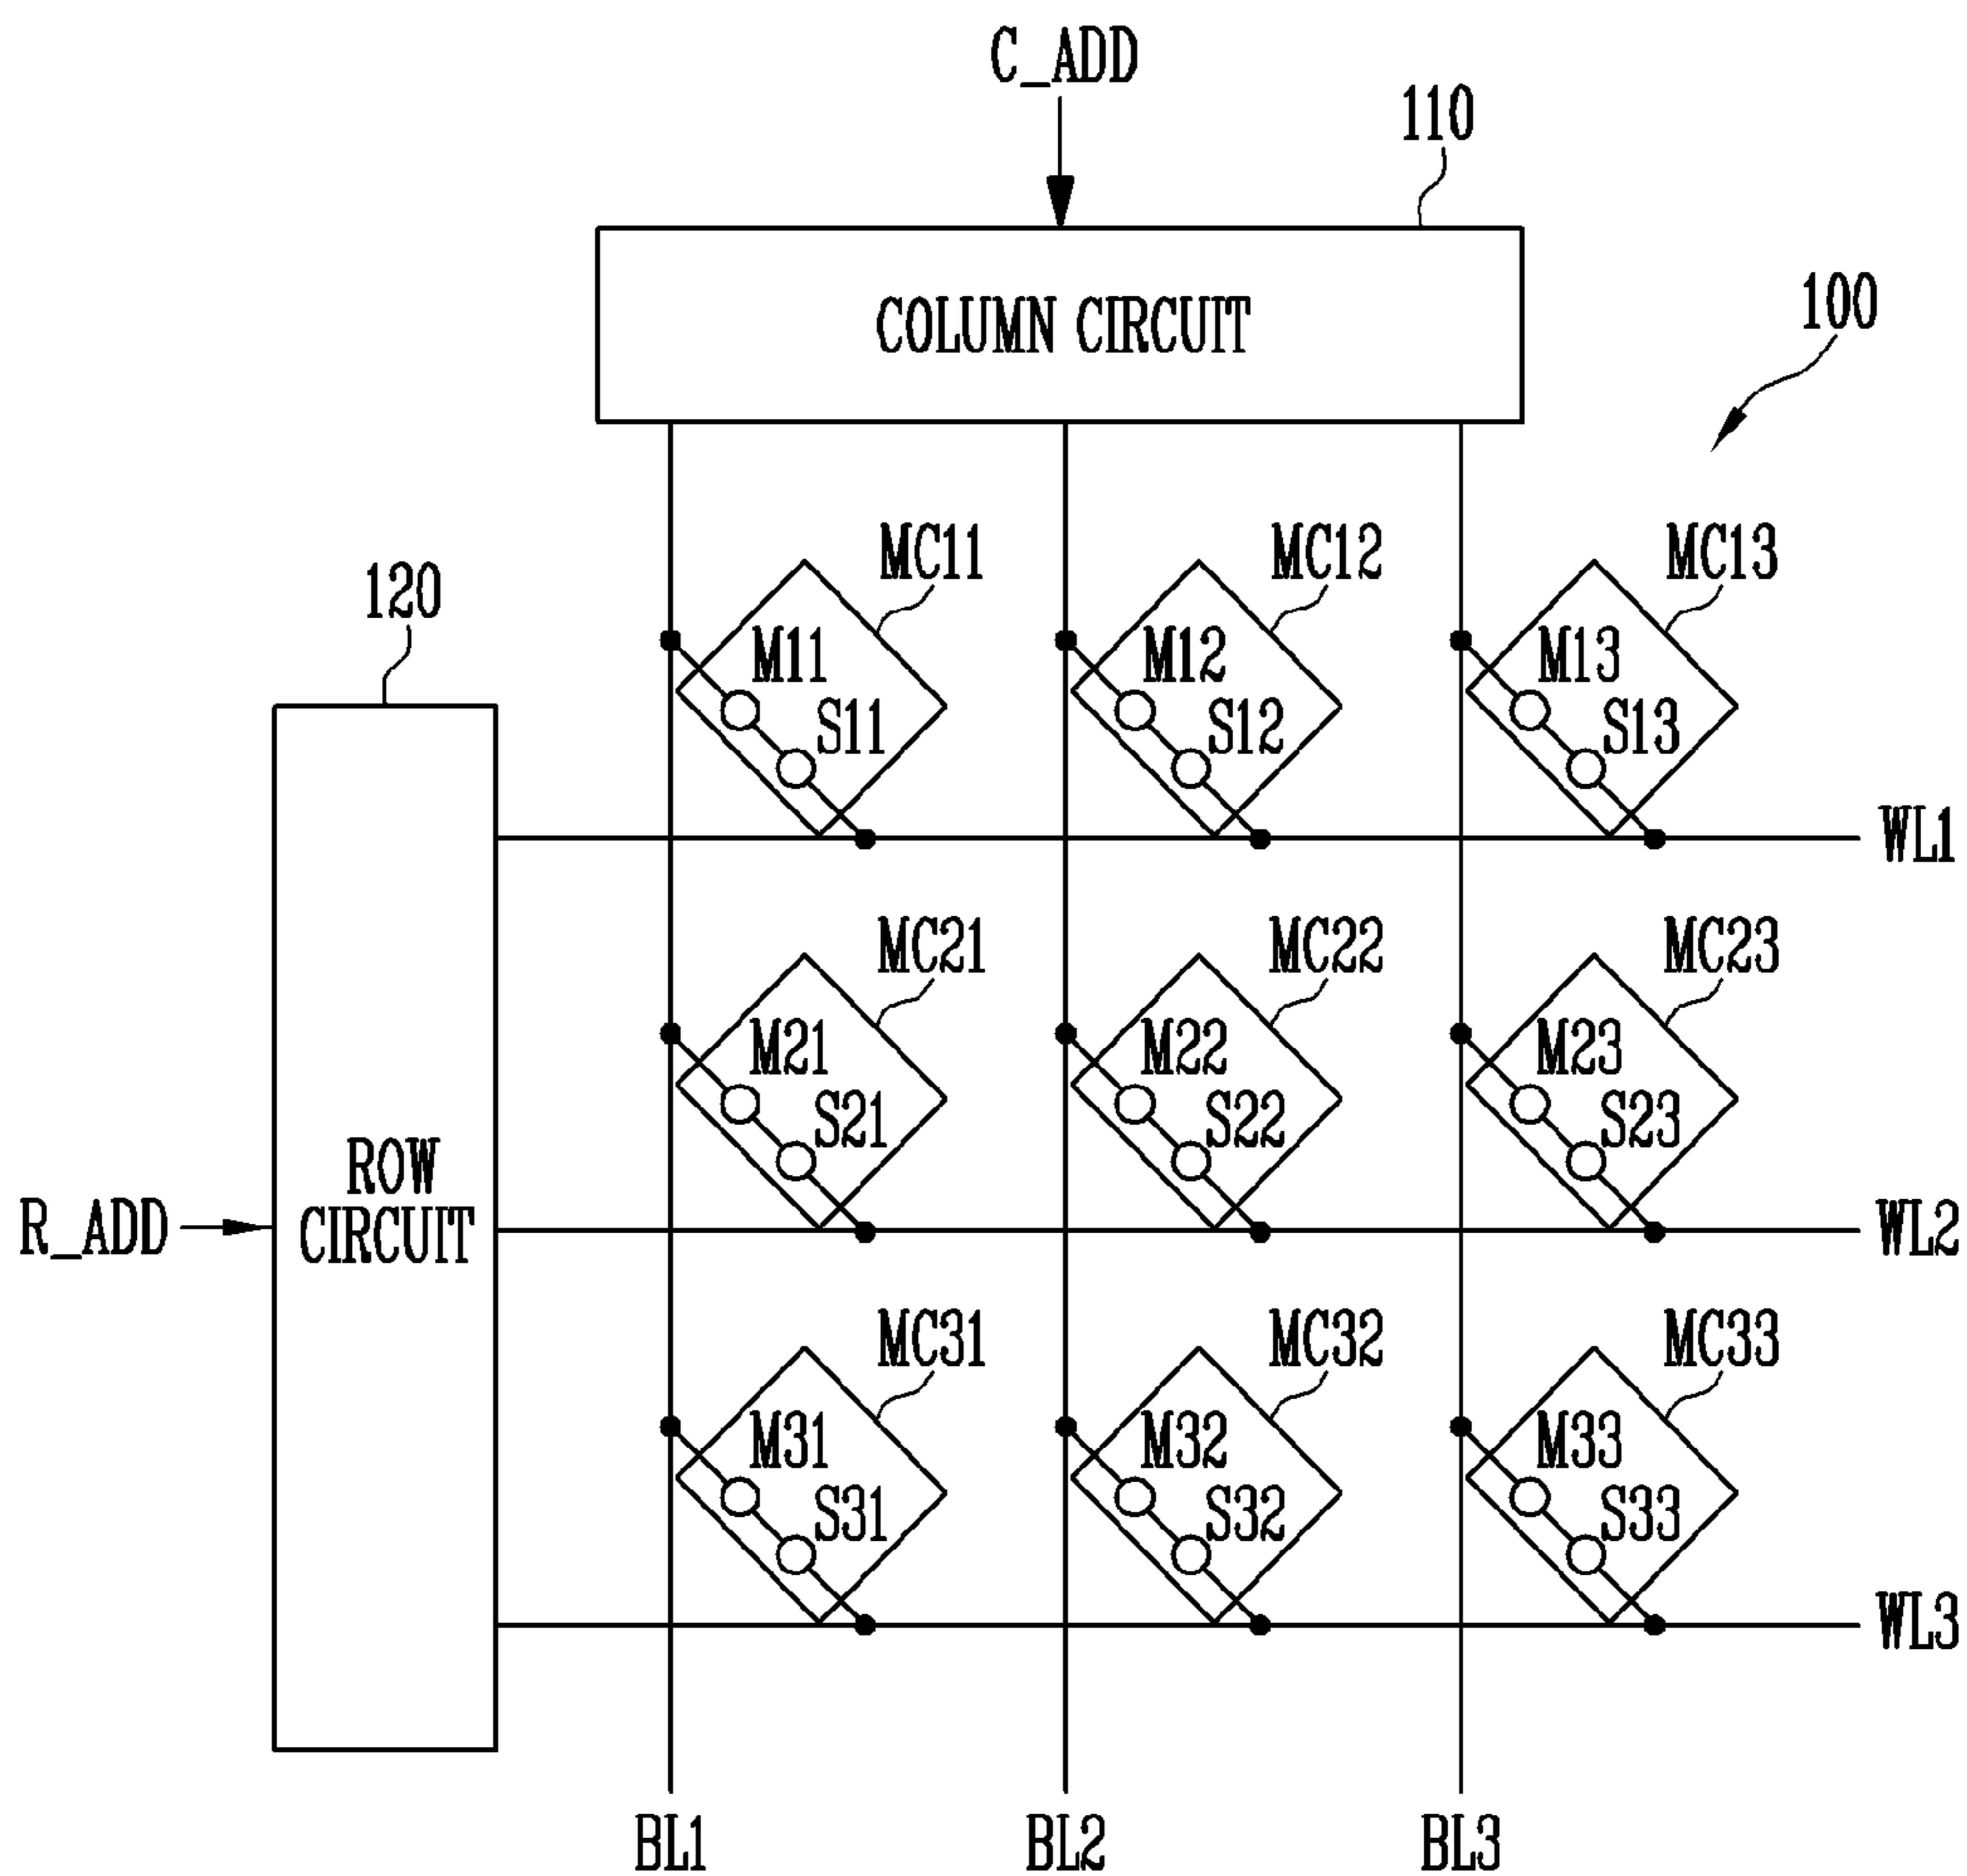 C_ADD
110
COLUMN CIRCUIT
100
MC11 MC12 MC13
120
M11 M12 M13
S11 S12 S13
WL1
MC21 MC22 MC23
M21 M22 M23
S21 S22 S23
ROW
CIRCUIT
R_ADD
WL2
MC31 MC32 MC33
M31 M32 M33
S31 S32 S33
WL3
BL1 BL2 BL3